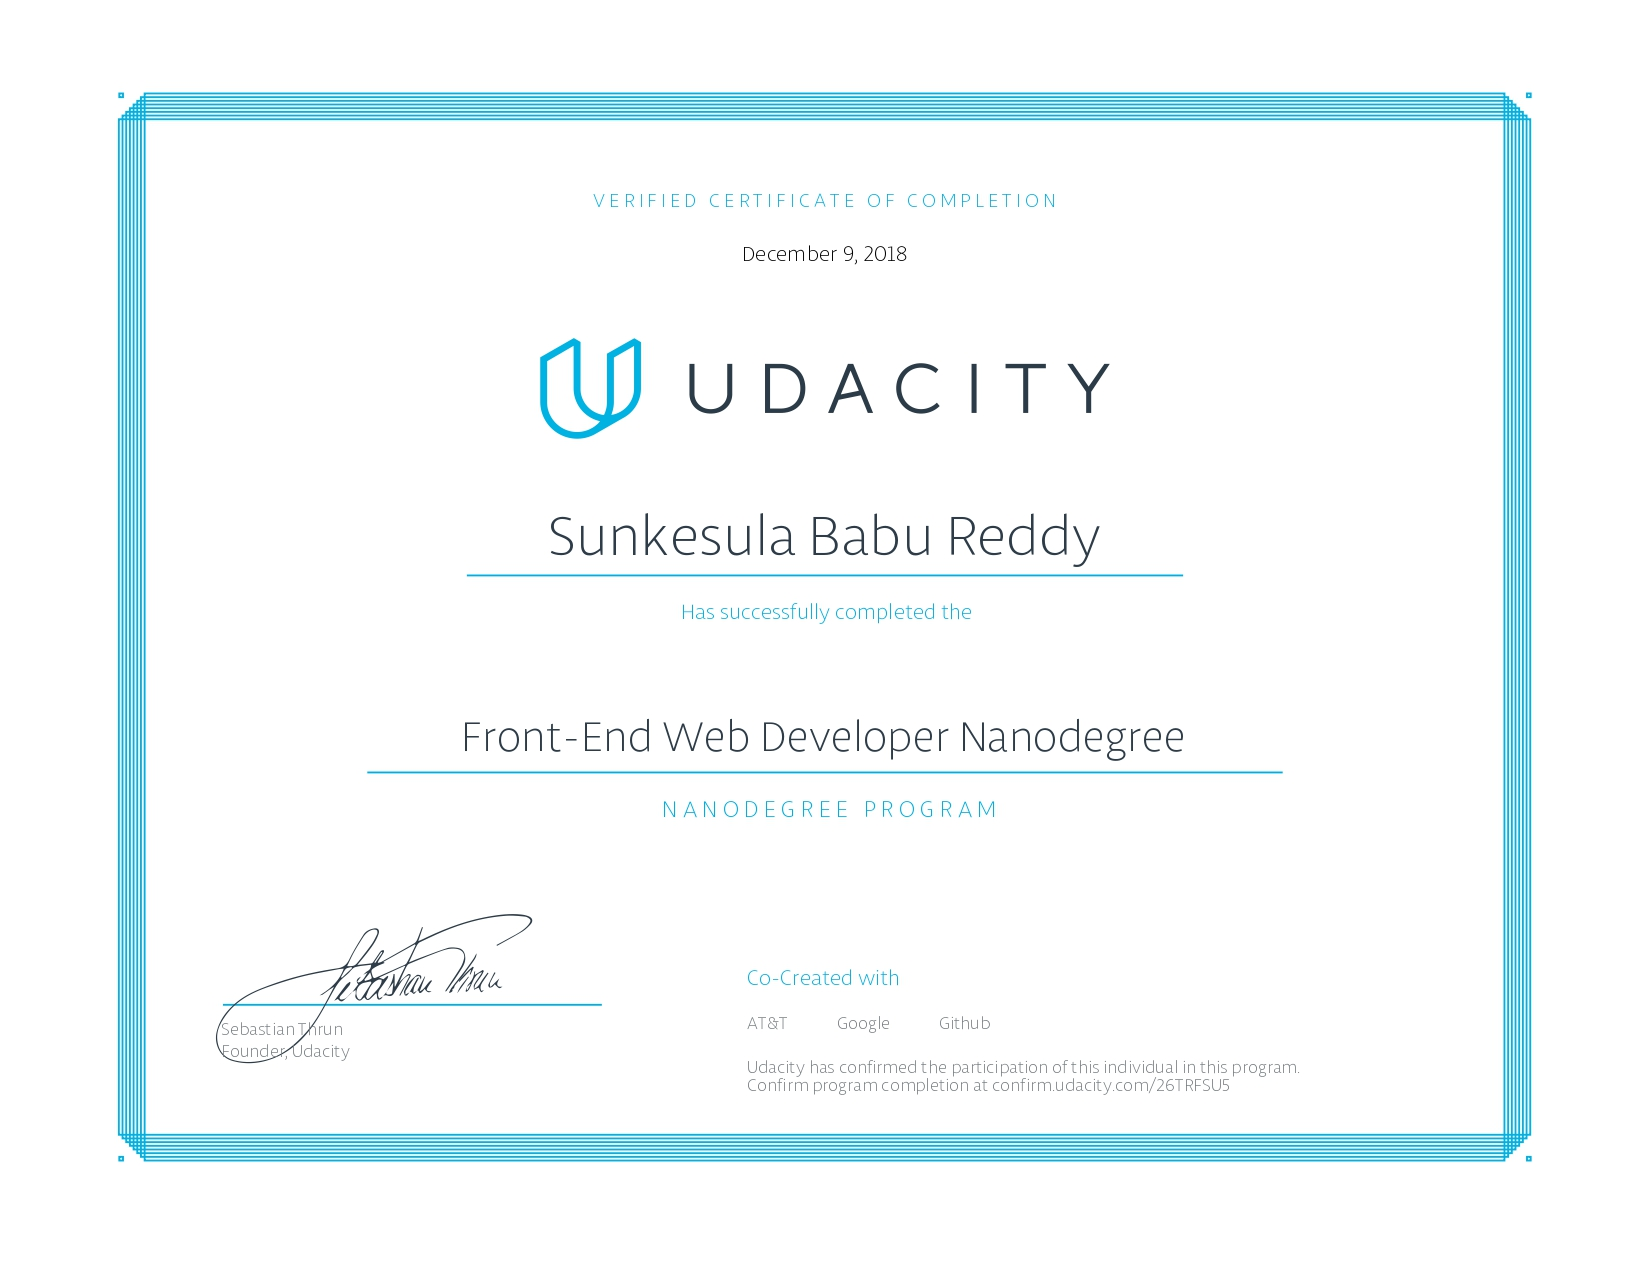 VERIFIED CERTIFICATE OF COMPLETION
December 9, 2018
UDACITY
Sunkesula Babu Reddy
Has successfully completed the
Front-End Web Developer Nanodegree
NANODEGREE PROGRAM
Sebastian Thrun
Sebastian Thrun
Founder, Udacity
Co-Created with
AT&T Google Github
Udacity has confirmed the participation of this individual in this program.
Confirm program completion at confirm.udacity.com/26TRFSU5